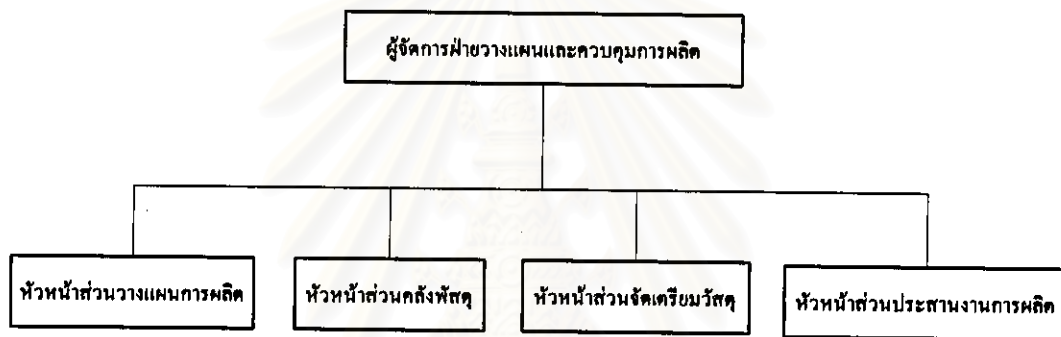 ผู้จัดการฝ่ายวางแผนและควบคุมการผลิต
หัวหน้าส่วนวางแผนการผลิต
หัวหน้าส่วนคลังพัสดุ
หัวหน้าส่วนจัดเตรียมวัสดุ
หัวหน้าส่วนประสานงานการผลิต